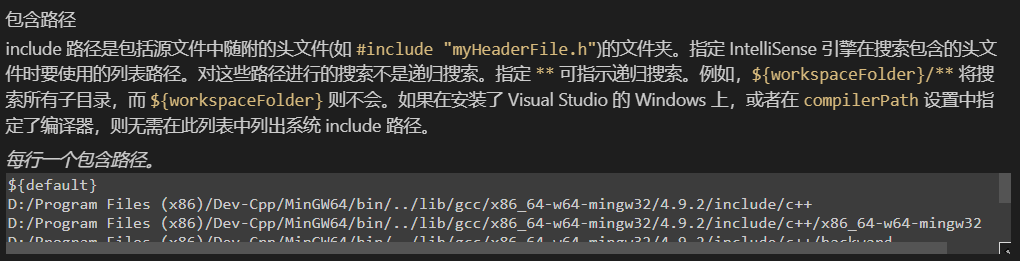 包含路径
include 路径是包括源文件中随附的头文件(如 #include "myHeaderFile.h")的文件夹。指定 IntelliSense 引擎在搜索包含的头文
件时要使用的列表路径。对这些路径进行的搜索不是递归搜索。指定 ** 可指示递归搜索。例如，${workspaceFolder}/** 将搜
索所有子目录，而 ${workspaceFolder} 则不会。如果在安装了 Visual Studio 的 Windows 上，或者在 compilerPath 设置中指
定了编译器，则无需在此列表中列出系统 include 路径。
每行一个包含路径。
${default}
D:/Program Files (x86)/Dev-Cpp/MinGW64/bin/../lib/gcc/x86_64-w64-mingw32/4.9.2/include/c++
D:/Program Files (x86)/Dev-Cpp/MinGW64/bin/../lib/gcc/x86_64-w64-mingw32/4.9.2/include/c++/x86_64-w64-mingw32
D:/Program Files (x86)/Dev-Cpp/MinGW64/bin/../lib/gcc/x86_64-w64-mingw32/4.9.2/include/c++/backward